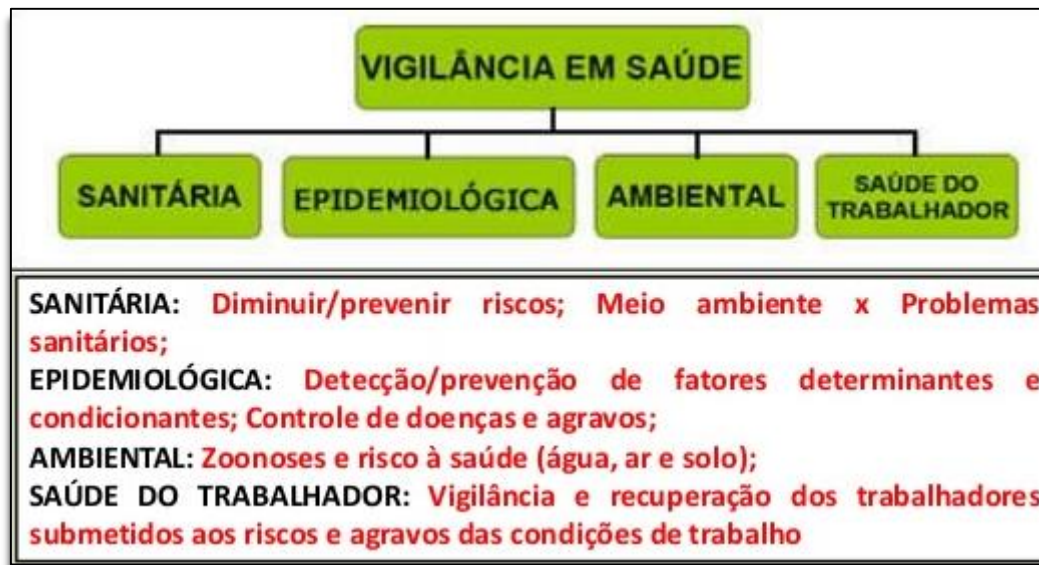 VIGILÂNCIA EM SAÚDE
SANITÁRIA
EPIDEMIOLÓGICA
AMBIENTAL
SAÚDE DO
TRABALHADOR
SANITÁRIA: Diminuir/prevenir riscos; Meio ambiente x Problemas
sanitários;
EPIDEMIOLÓGICA: Detecção/prevenção de fatores determinantes e
condicionantes; Controle de doenças e agravos;
AMBIENTAL: Zoonoses e risco à saúde (água, ar e solo);
SAÚDE DO TRABALHADOR: Vigilância e recuperação dos trabalhadores
submetidos aos riscos e agravos das condições de trabalho